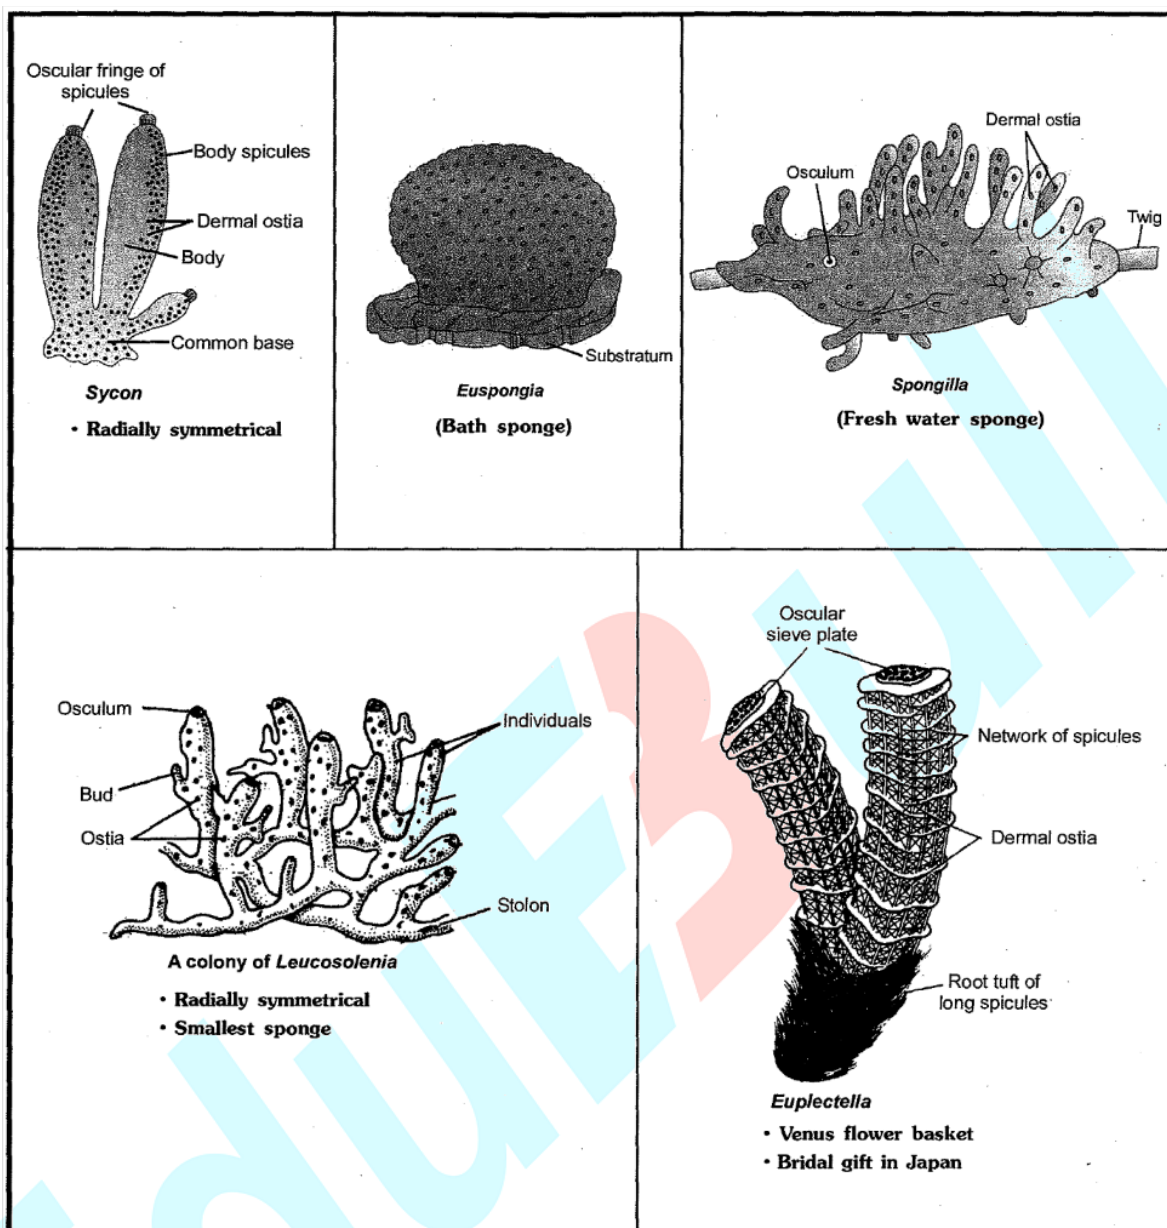 Oscular fringe of
spicules
Body spicules
Dermal ostia
Body
Common base
Sycon
• Radially symmetrical
Substratum
Euspongia
(Bath sponge)
Dermal ostia
Osculum
Twig
Spongilla
(Fresh water sponge)
Osculum
Individuals
Bud
Ostia
Stolon
A colony of Leucosolenia
• Radially symmetrical
• Smallest sponge
Oscular
sieve plate
Network of spicules
Dermal ostia
Root tuft of
long spicules
Euplectella
• Venus flower basket
• Bridal gift in Japan